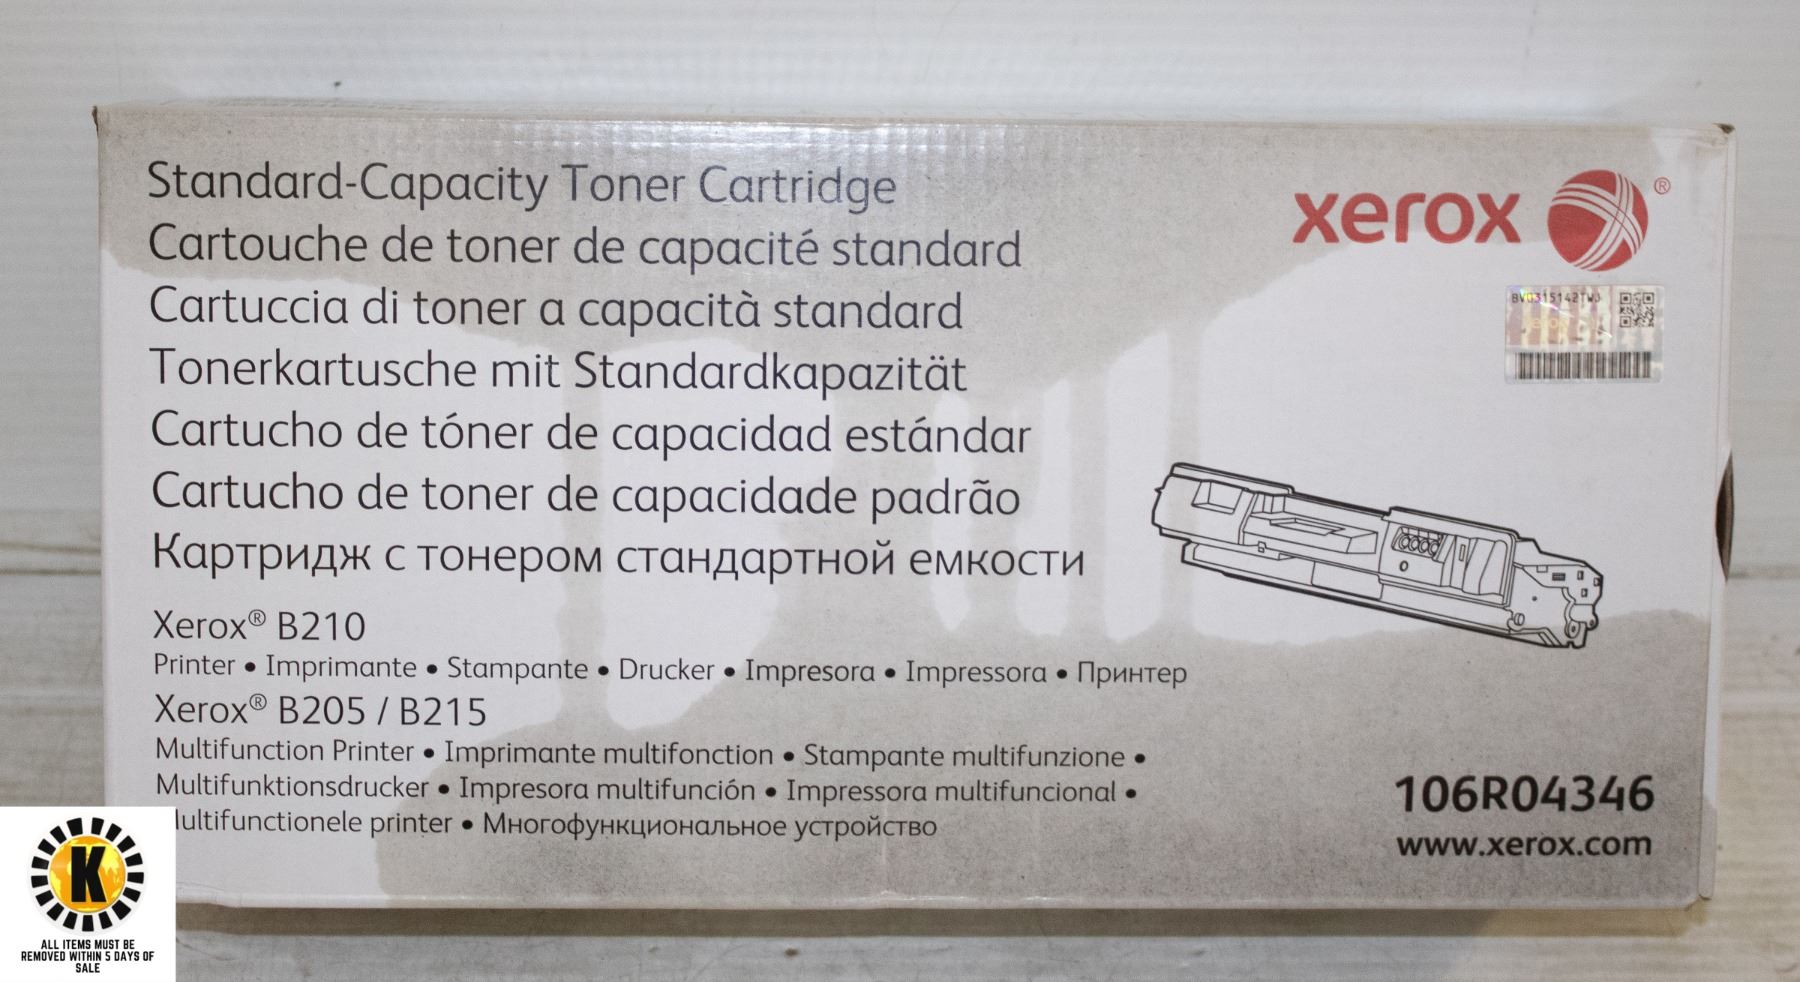 Standard-Capacity Toner Cartridge
Cartouche de toner de capacité standard
Cartuccia di toner a capacità standard
Tonerkartusche mit Standardkapazität
Cartucho de tóner de capacidad estándar
Cartucho de toner de capacidade padrão
Картридж с тонером стандартной емкости
Xerox® B210
Printer • Imprimante • Stampante • Drucker • Impresora • Impressora • Принтер
Xerox® B205 / B215
Multifunction Printer • Imprimante multifonction • Stampante multifunzione •
Multifunktionsdrucker • Impresora multifunción • Impressora multifuncional •
ultifunctionele printer • Многофункциональное устройство
xerox ®
BV0315142TWJ
xerox
106R04346
www.xerox.com
K
ALL ITEMS MUST BE
REMOVED WITHIN 5 DAYS OF
SALE